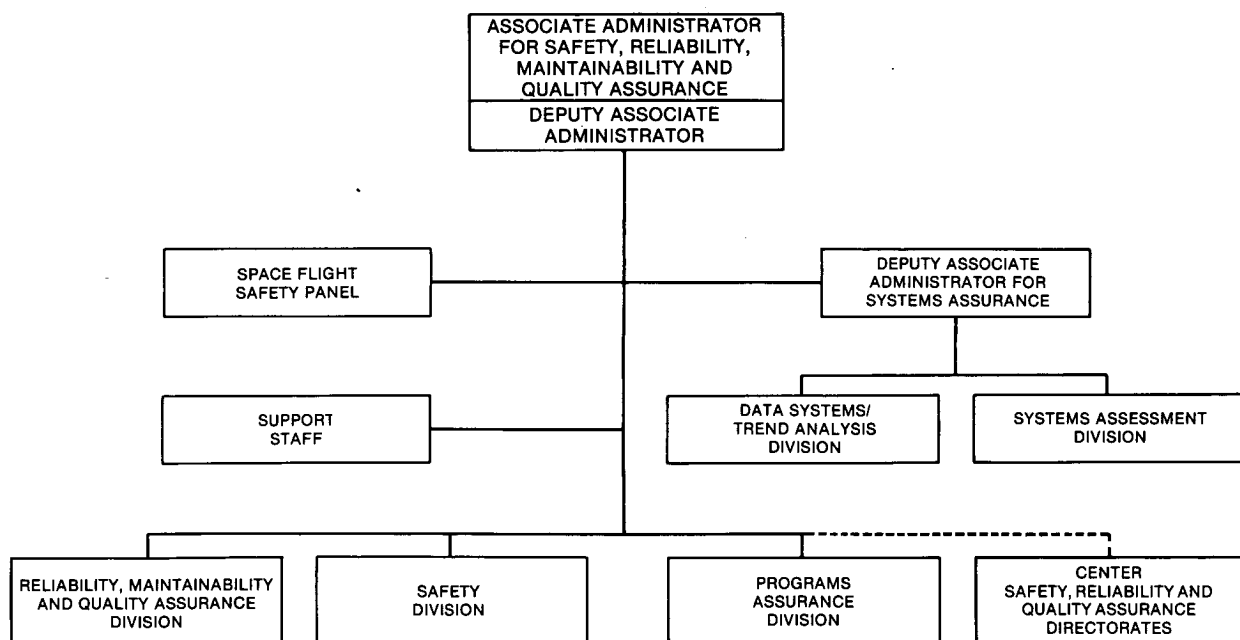 ASSOCIATE ADMINISTRATOR
FOR SAFETY, RELIABILITY,
MAINTAINABILITY AND
QUALITY ASSURANCE
DEPUTY ASSOCIATE
ADMINISTRATOR
SPACE FLIGHT
SAFETY PANEL
DEPUTY ASSOCIATE
ADMINISTRATOR FOR
SYSTEMS ASSURANCE
SUPPORT
STAFF
DATA SYSTEMS/
TREND ANALYSIS
DIVISION
SYSTEMS ASSESSMENT
DIVISION
RELIABILITY, MAINTAINABILITY
AND QUALITY ASSURANCE
DIVISION
SAFETY
DIVISION
PROGRAMS
ASSURANCE
DIVISION
CENTER
SAFETY, RELIABILITY AND
QUALITY ASSURANCE
DIRECTORATES